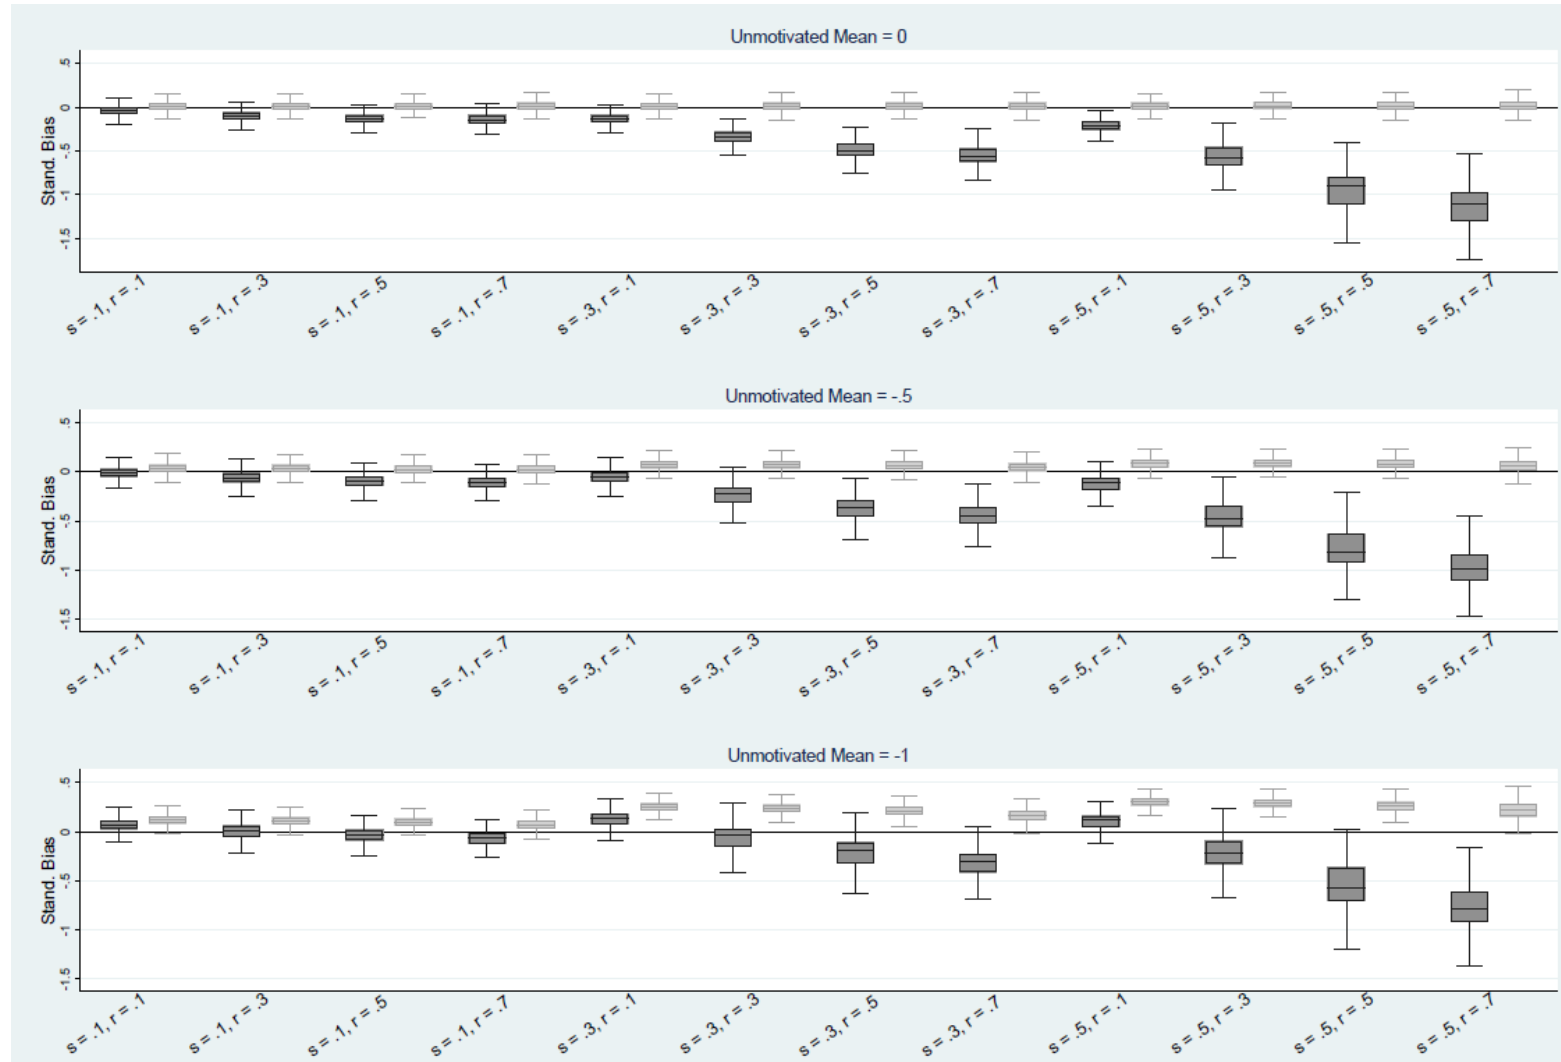 Unmotivated Mean = 0
Stand. Bias
.5
0
-.5
-1
-1.5
s = .1, r = .1
s = .1, r = .3
s = .1, r = .5
s = .1, r = .7
s = .3, r = .1
s = .3, r = .3
s = .3, r = .5
s = .3, r = .7
s = .5, r = .1
s = .5, r = .3
s = .5, r = .5
s = .5, r = .7
Unmotivated Mean = -.5
Stand. Bias
.5
0
-.5
-1
-1.5
s = .1, r = .1
s = .1, r = .3
s = .1, r = .5
s = .1, r = .7
s = .3, r = .1
s = .3, r = .3
s = .3, r = .5
s = .3, r = .7
s = .5, r = .1
s = .5, r = .3
s = .5, r = .5
s = .5, r = .7
Unmotivated Mean = -1
Stand. Bias
.5
0
-.5
-1
-1.5
s = .1, r = .1
s = .1, r = .3
s = .1, r = .5
s = .1, r = .7
s = .3, r = .1
s = .3, r = .3
s = .3, r = .5
s = .3, r = .7
s = .5, r = .1
s = .5, r = .3
s = .5, r = .5
s = .5, r = .7